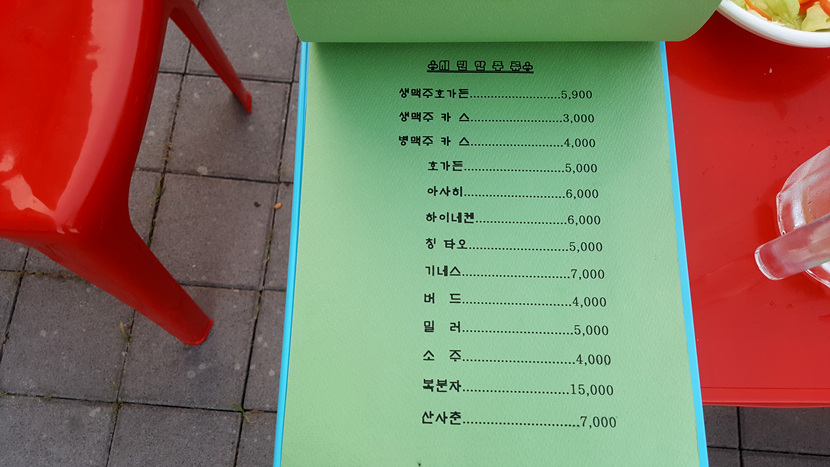 생맥주호가든..........................5,900
생맥주 카 스..........................3,000
병맥주 카 스..........................4,000
호가든..........................5,000
아사히..........................6,000
하이네켄..........................6,000
칭 타오..........................5,000
기네스..........................7,000
버 드..........................4,000
밀 러..........................5,000
소 주..........................4,000
복분자..........................15,000
산사춘..........................7,000